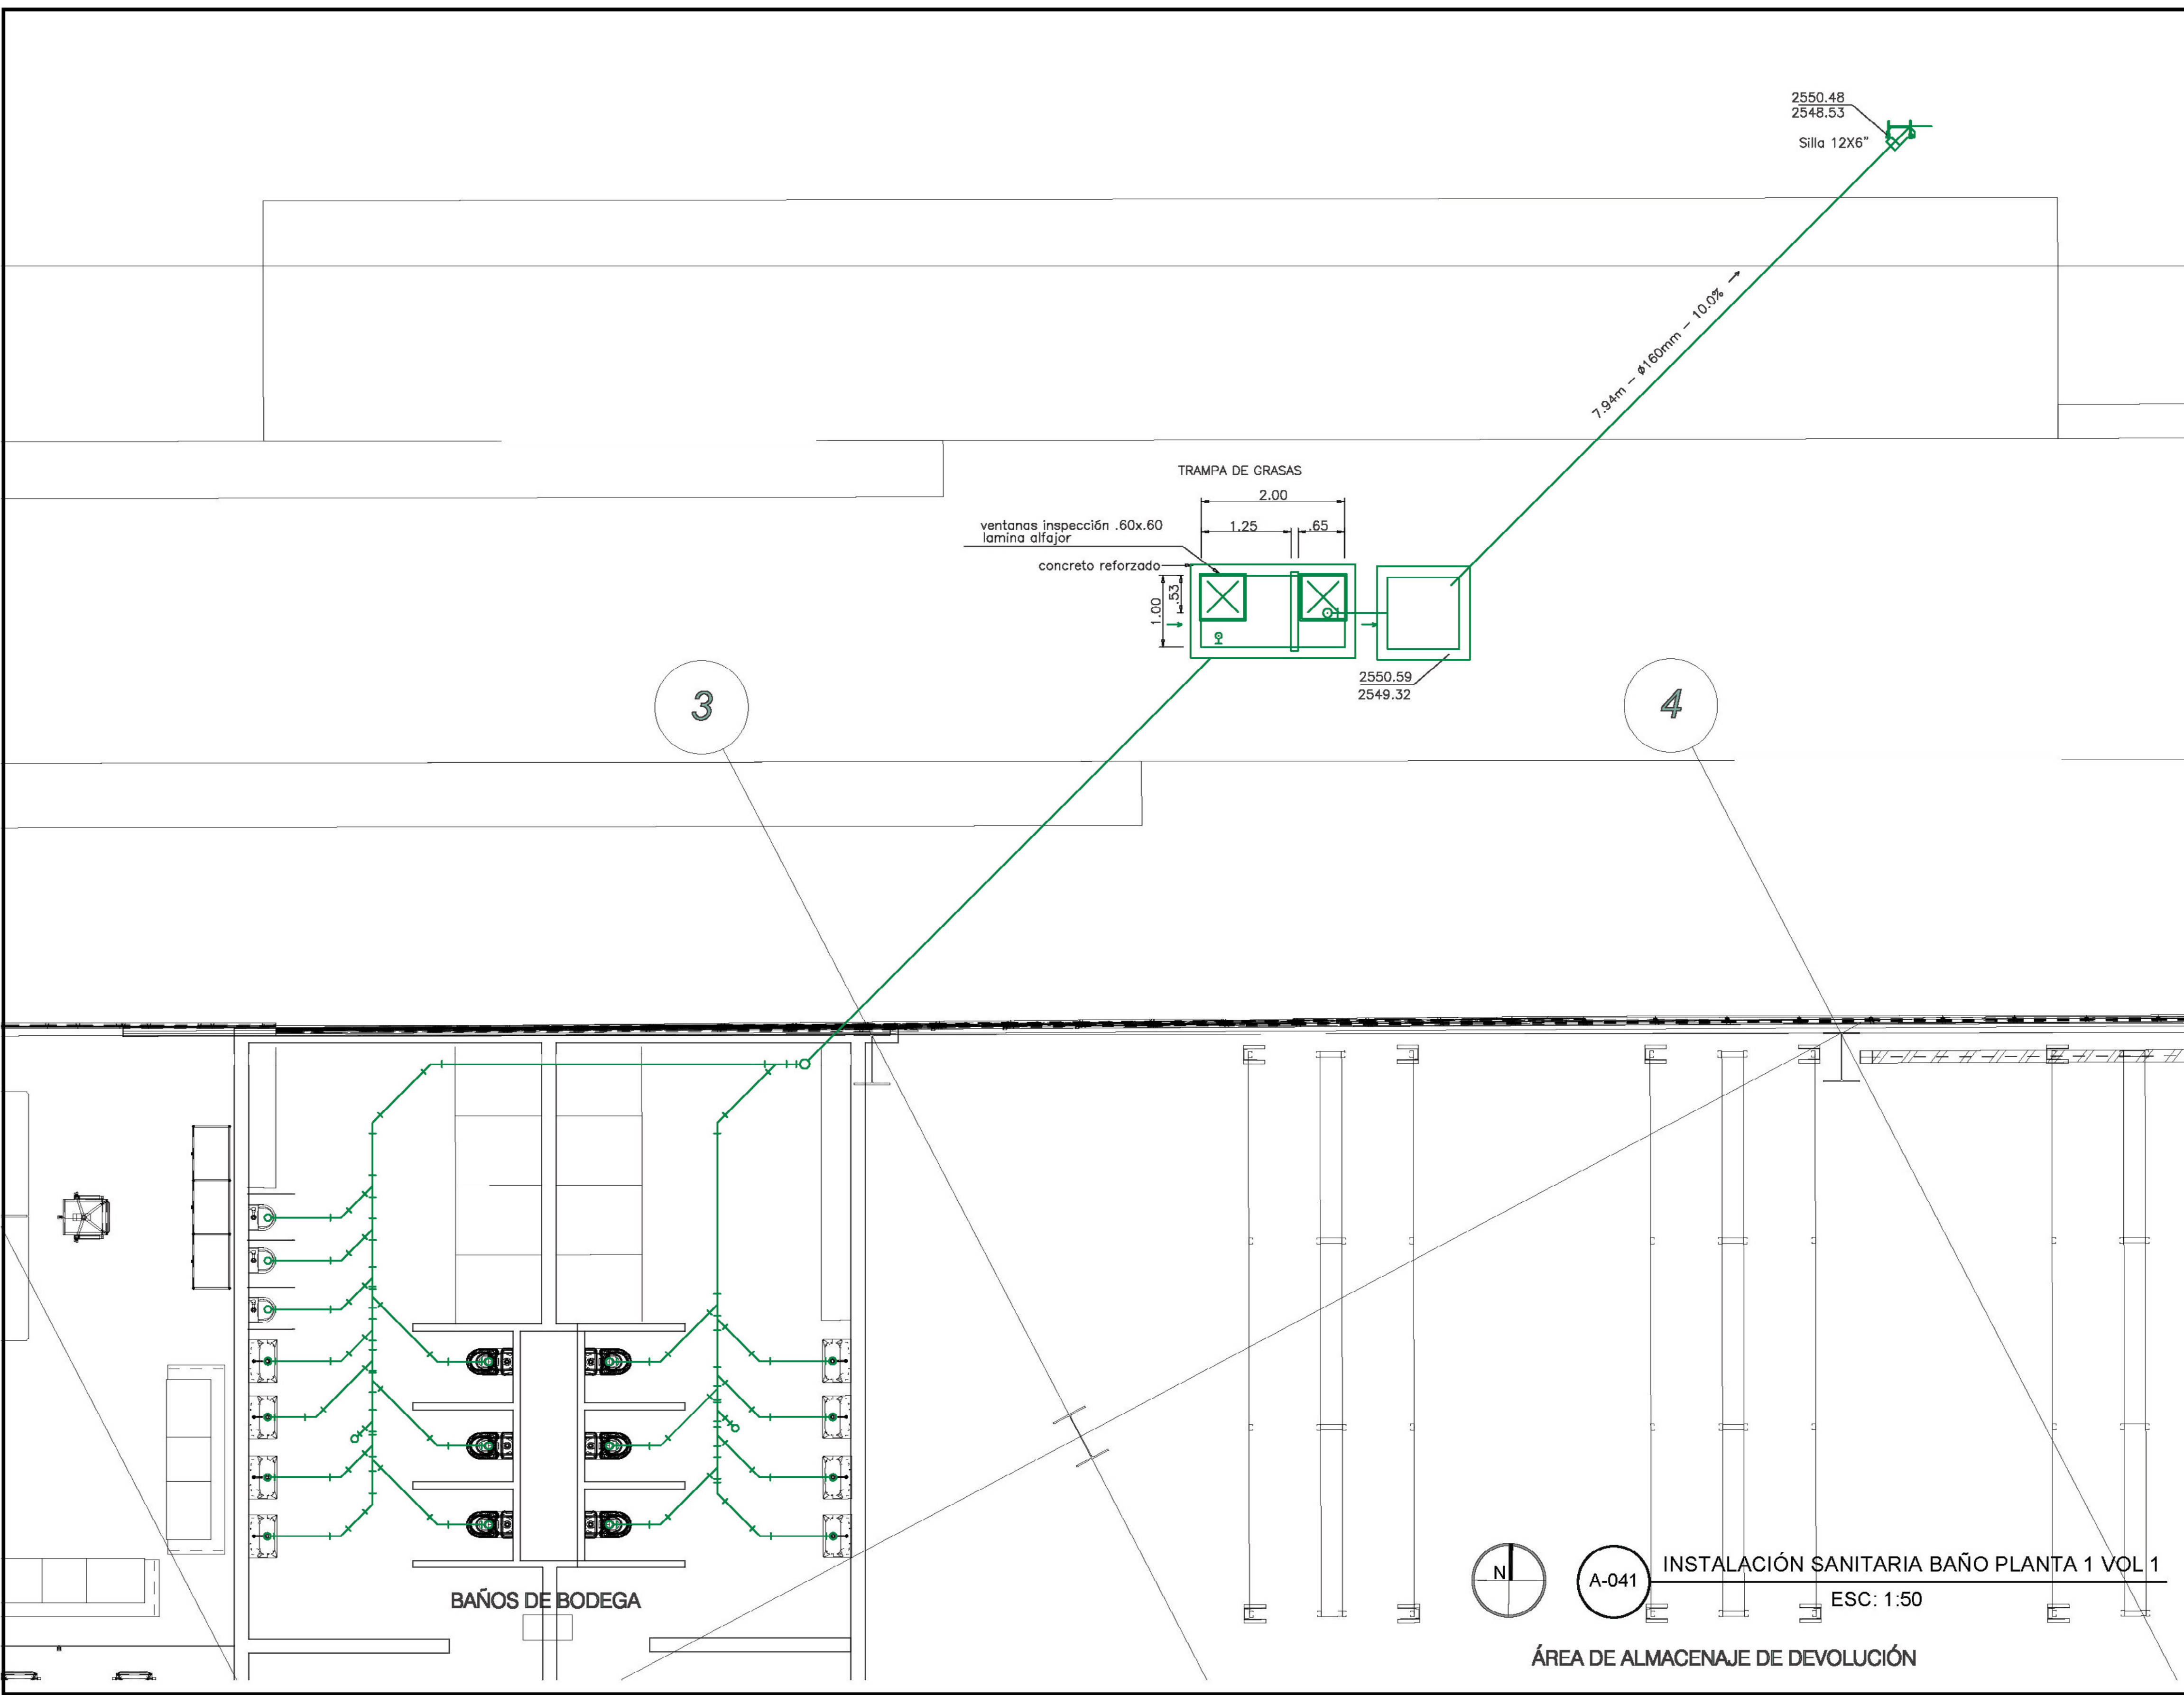 2550.48
2548.53
Silla 12X6"
7.94m - ø160mm - 10.0%
TRAMPA DE GRASAS
2.00
1.25
.65
ventanas inspección .60x.60
lamina alfajor
concreto reforzado
1.00
.53
2550.59
2549.32
3
4
BAÑOS DE BODEGA
N
A-041
INSTALACIÓN SANITARIA BAÑO PLANTA 1 VOL 1
ESC: 1:50
ÁREA DE ALMACENAJE DE DEVOLUCIÓN